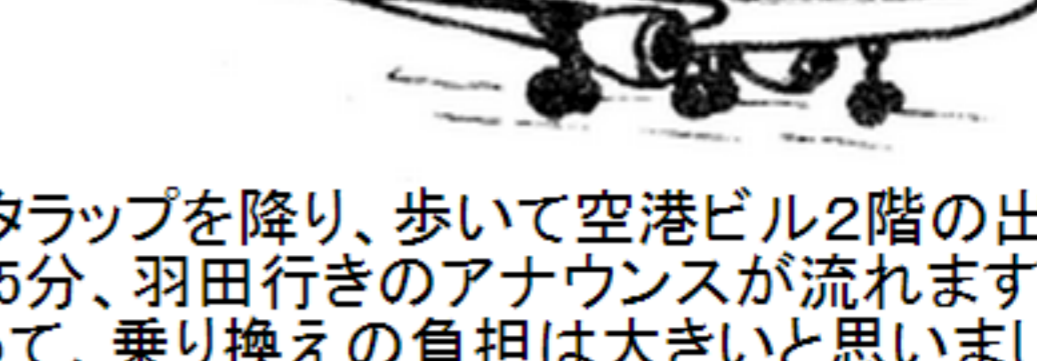 タラップを降り、歩いて空港ビル2階の出
5分、羽田行きのアナウンスが流れます
って、乗り換えの負担は大きいと思いまし